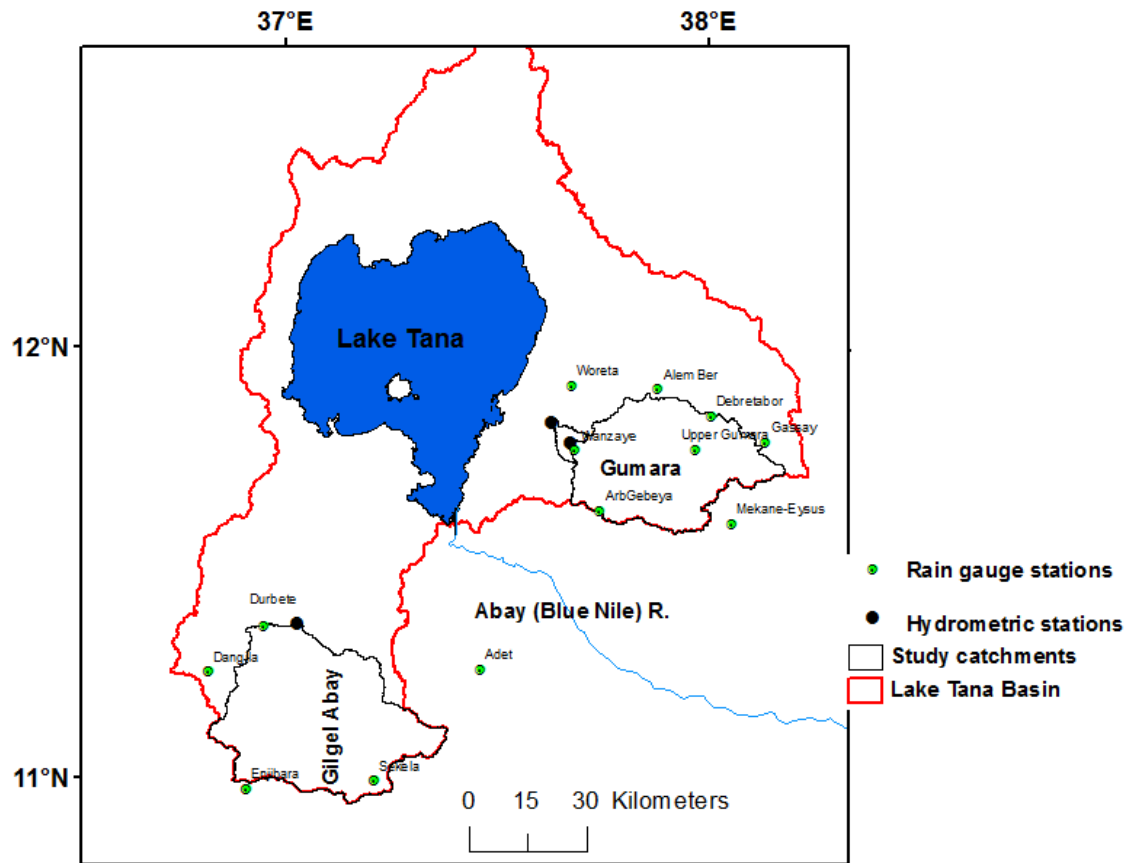 37°E
38°E
12°N
11°N
Lake Tana
Woreta
Alem Ber
Debretabor
Wanzaye
Upper Gumara
Gassay
Gumara
ArbGebeya
Mekane-Eysus
Abay (Blue Nile) R.
Durbete
Dangila
Adet
Gilgel Abay
Enjibara
Sekela
0 15 30 Kilometers
Rain gauge stations
Hydrometric stations
Study catchments
Lake Tana Basin